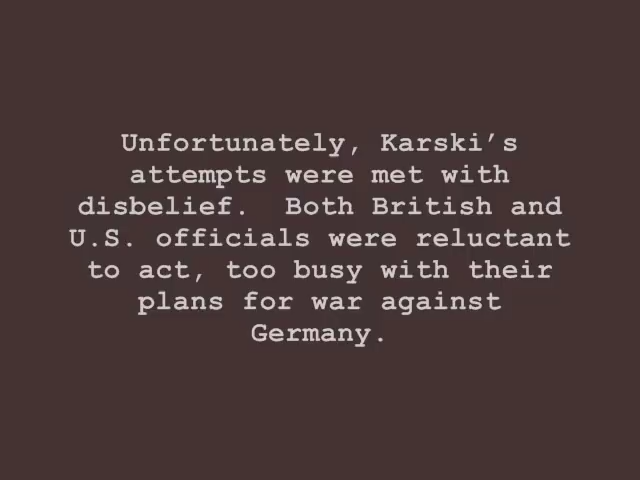 Unfortunately, Karski’s
attempts were met with
disbelief.  Both British and
U.S. officials were reluctant
to act, too busy with their
plans for war against
Germany.